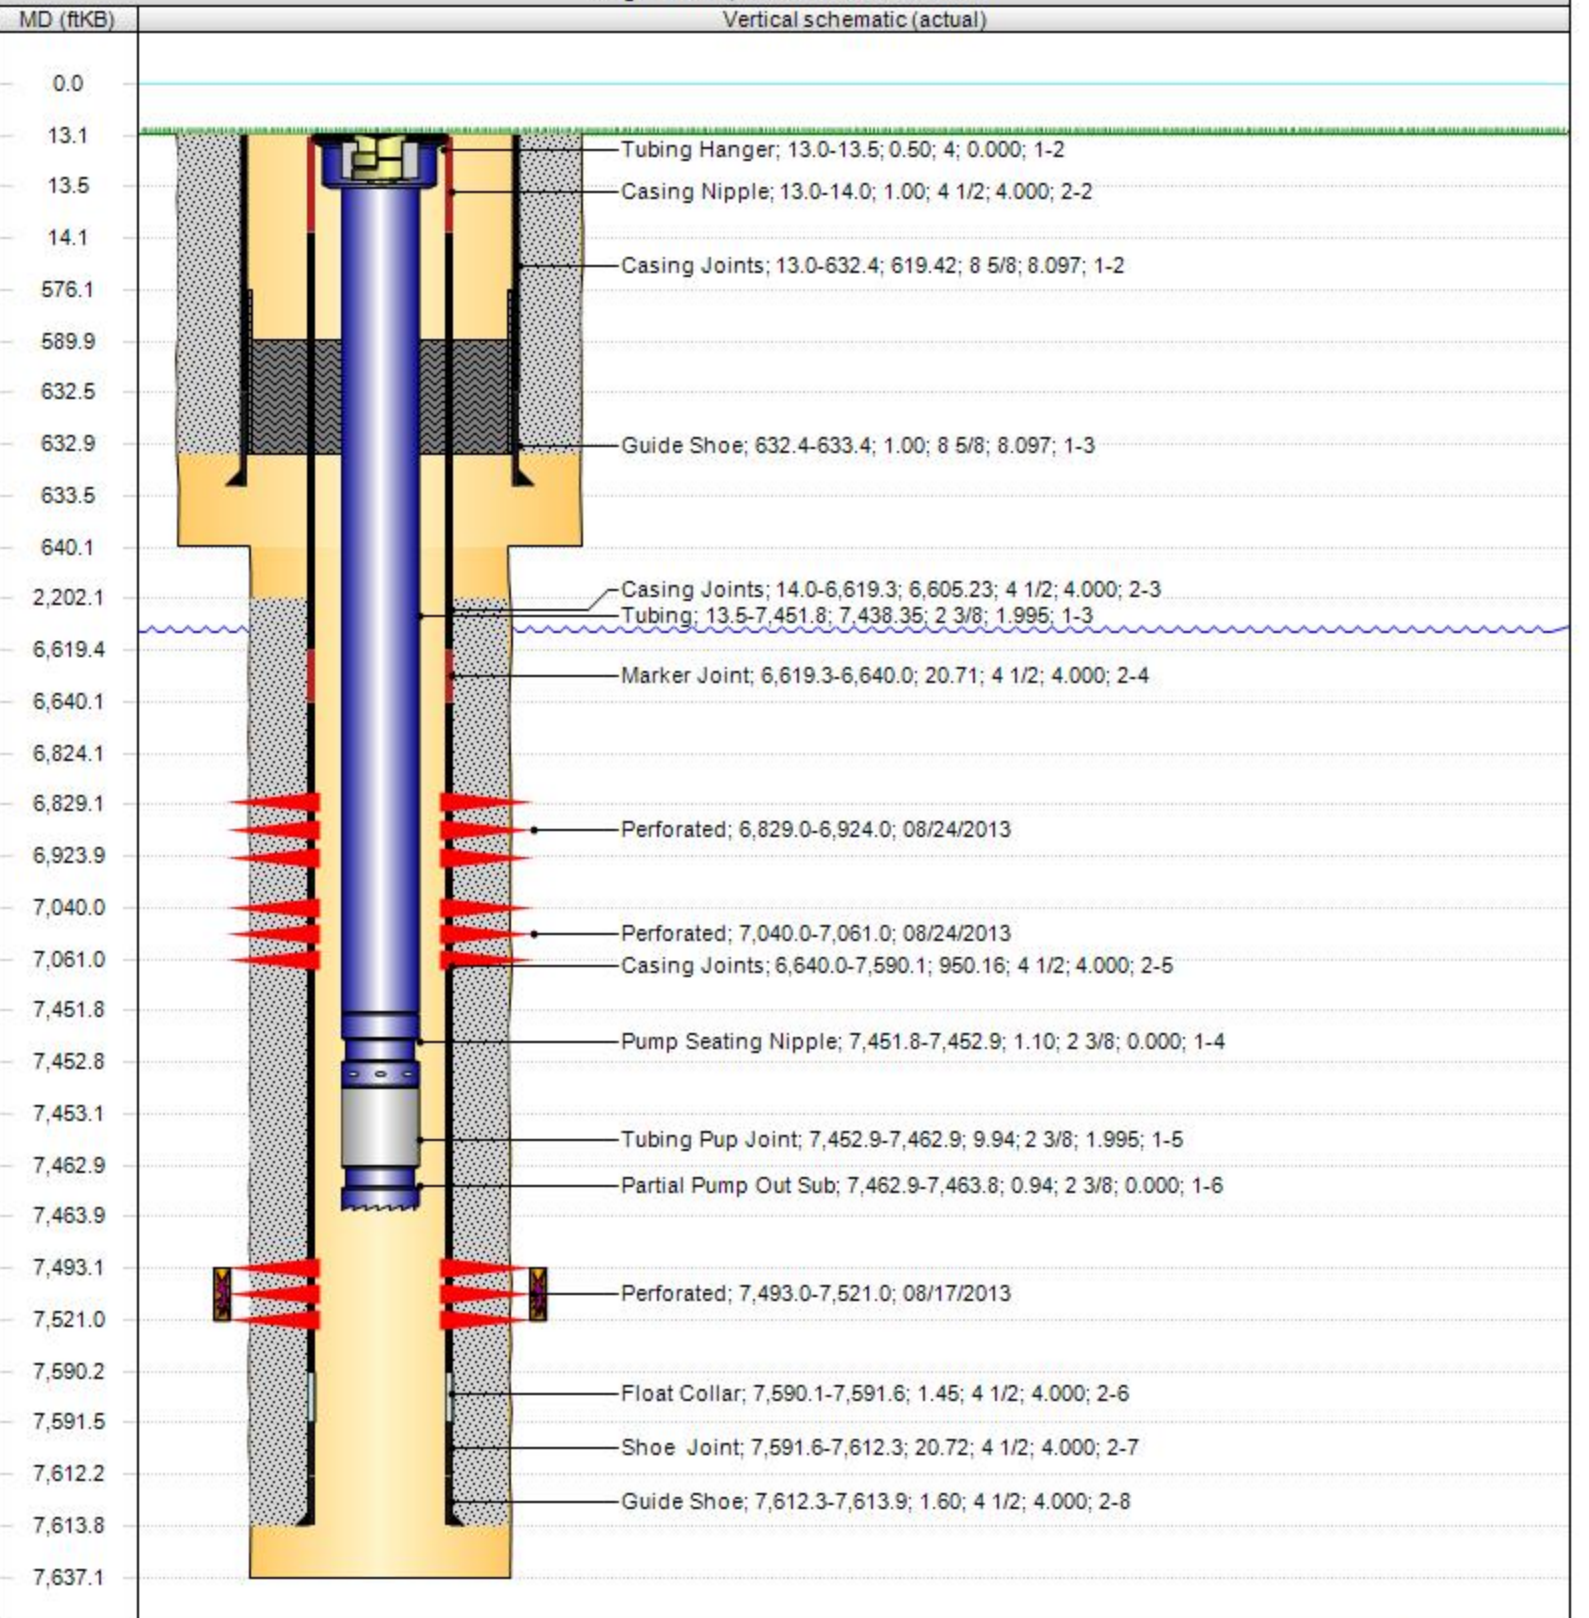 MD (ftKB)
Vertical schematic (actual)
0.0
13.1
Tubing Hanger; 13.0-13.5; 0.50; 4; 0.000; 1-2
13.5
Casing Nipple; 13.0-14.0; 1.00; 4 1/2; 4.000; 2-2
14.1
Casing Joints; 13.0-632.4; 619.42; 8 5/8; 8.097; 1-2
576.1
589.9
632.5
632.9
Guide Shoe; 632.4-633.4; 1.00; 8 5/8; 8.097; 1-3
633.5
640.1
Casing Joints; 14.0-6,619.3; 6,605.23; 4 1/2; 4.000; 2-3
2,202.1
Tubing; 13.5-7,451.8; 7,438.35; 2 3/8; 1.995; 1-3
6,619.4
Marker Joint; 6,619.3-6,640.0; 20.71; 4 1/2; 4.000; 2-4
6,640.1
6,824.1
6,829.1
Perforated; 6,829.0-6,924.0; 08/24/2013
6,923.9
7,040.0
Perforated; 7,040.0-7,061.0; 08/24/2013
7,061.0
Casing Joints; 6,640.0-7,590.1; 950.16; 4 1/2; 4.000; 2-5
7,451.8
Pump Seating Nipple; 7,451.8-7,452.9; 1.10; 2 3/8; 0.000; 1-4
7,452.8
7,453.1
Tubing Pup Joint; 7,452.9-7,462.9; 9.94; 2 3/8; 1.995; 1-5
7,462.9
Partial Pump Out Sub; 7,462.9-7,463.8; 0.94; 2 3/8; 0.000; 1-6
7,463.9
7,493.1
Perforated; 7,493.0-7,521.0; 08/17/2013
7,521.0
7,590.2
Float Collar; 7,590.1-7,591.6; 1.45; 4 1/2; 4.000; 2-6
7,591.5
Shoe Joint; 7,591.6-7,612.3; 20.72; 4 1/2; 4.000; 2-7
7,612.2
Guide Shoe; 7,612.3-7,613.9; 1.60; 4 1/2; 4.000; 2-8
7,613.8
7,637.1